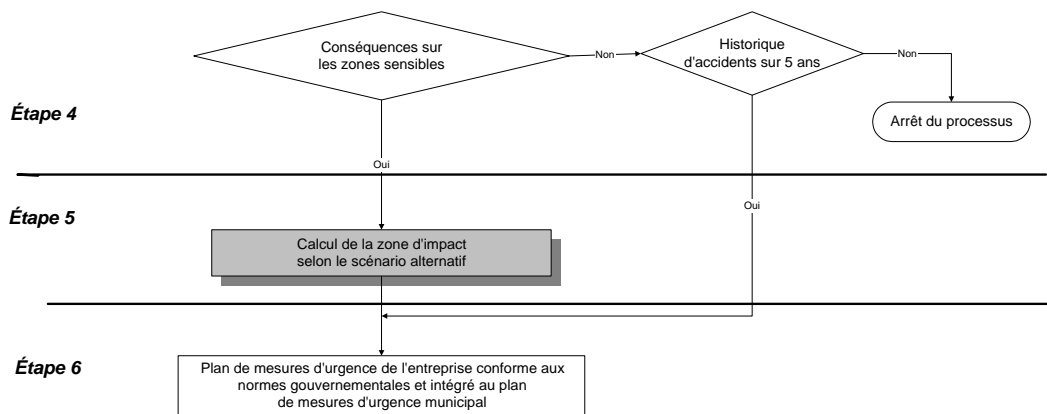 Conséquences sur
les zones sensibles
Non
Historique
d'accidents sur 5 ans
Non
Étape 4
Arrêt du processus
Oui
Étape 5
Oui
Calcul de la zone d'impact
selon le scénario alternatif
Étape 6
Plan de mesures d'urgence de l'entreprise conforme aux
normes gouvernementales et intégré au plan
de mesures d'urgence municipal